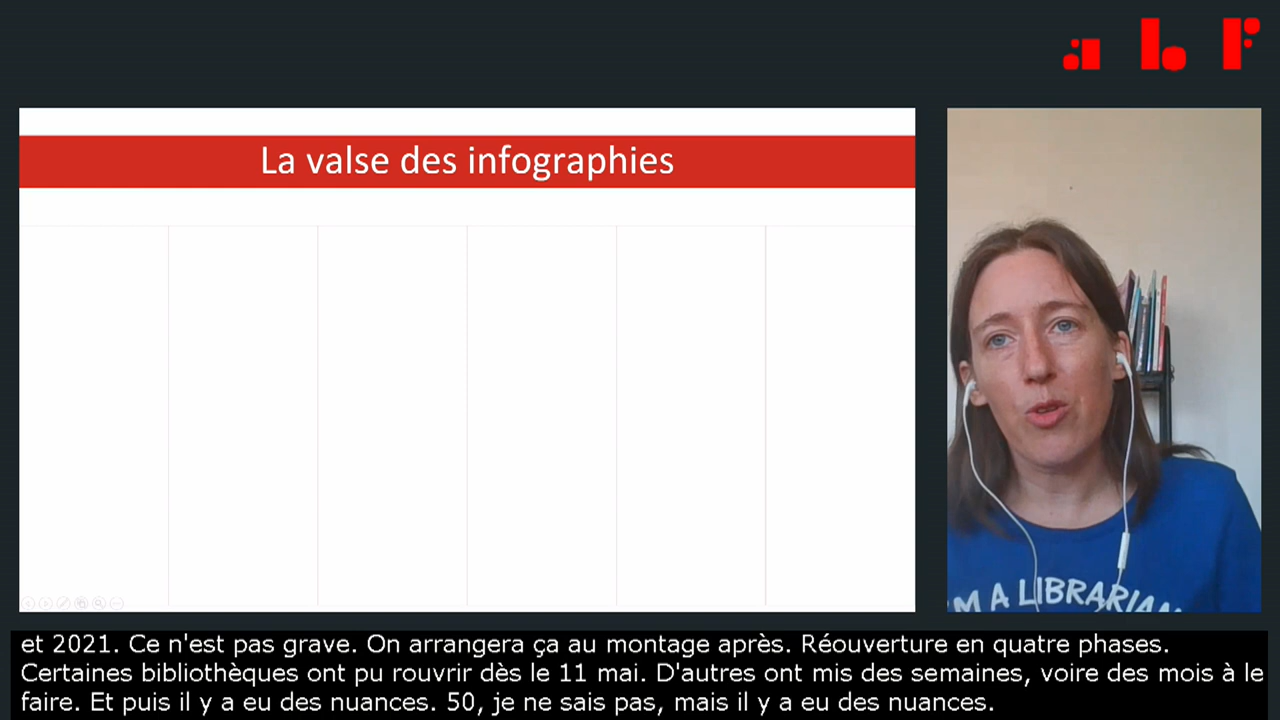 abF
La valse des infographies
I'M A LIBRARIAN
et 2021. Ce n'est pas grave. On arrangera ça au montage après. Réouverture en quatre phases.
Certaines bibliothèques ont pu rouvrir dès le 11 mai. D'autres ont mis des semaines, voire des mois à le
faire. Et puis il y a eu des nuances. 50, je ne sais pas, mais il y a eu des nuances.